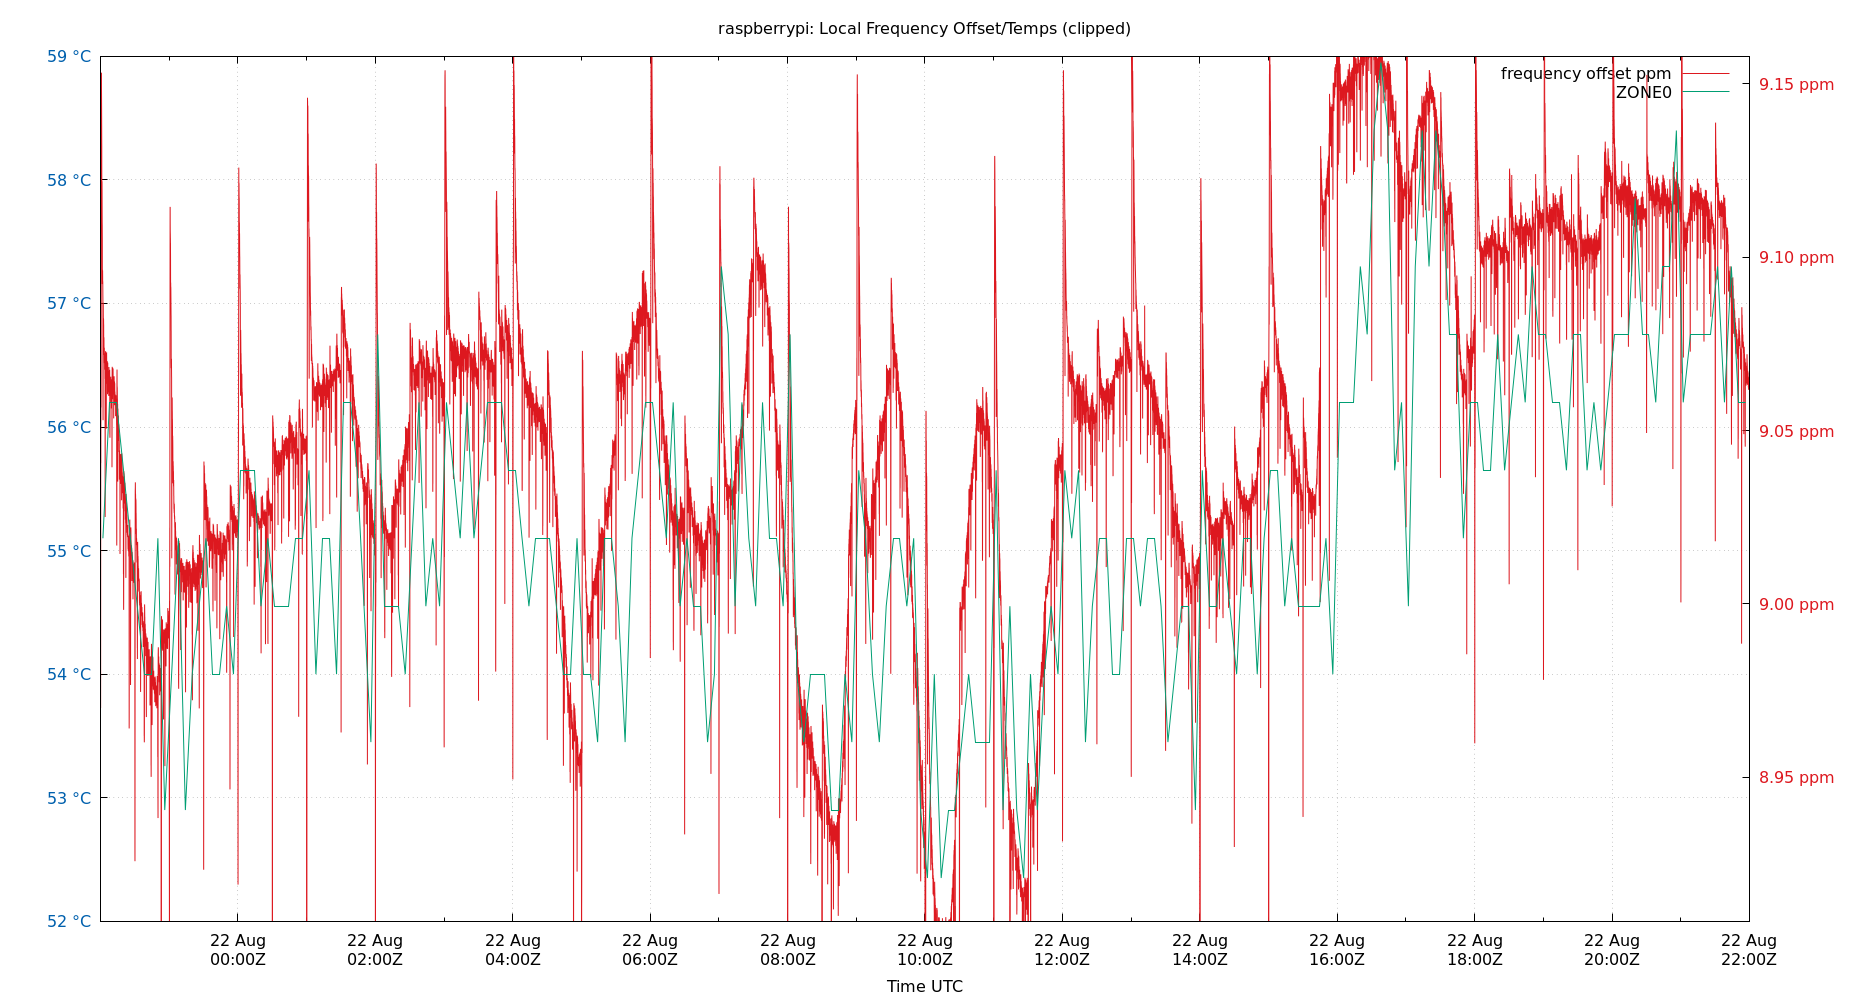 raspberrypi: Local Frequency Offset/Temps (clipped)
59 °C
58 °C
57 °C
56 °C
55 °C
54 °C
53 °C
52 °C
frequency offset ppm
ZONE0
9.15 ppm
9.10 ppm
9.05 ppm
9.00 ppm
8.95 ppm
22 Aug 22 Aug 22 Aug 22 Aug 22 Aug 22 Aug 22 Aug 22 Aug 22 Aug 22 Aug 22 Aug 22 Aug
00:00Z 02:00Z 04:00Z 06:00Z 08:00Z 10:00Z 12:00Z 14:00Z 16:00Z 18:00Z 20:00Z 22:00Z
Time UTC